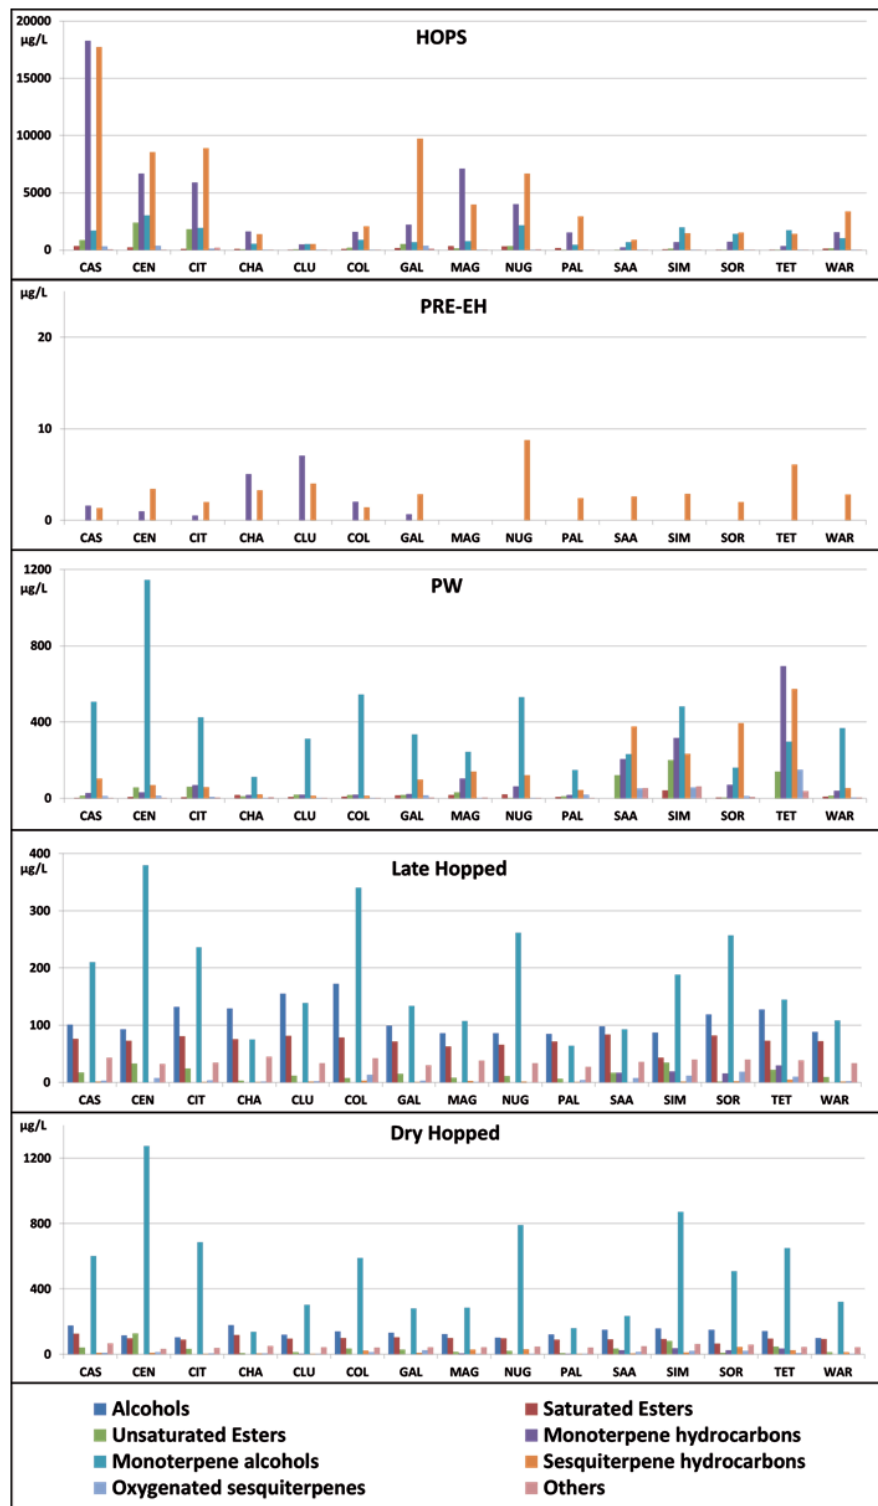 20000
µg/L
HOPS
15000
10000
5000
0
CAS CEN CIT CHA CLU COL GAL MAG NUG PAL SAA SIM SOR TET WAR
µg/L
PRE-EH
20
10
0
CAS CEN CIT CHA CLU COL GAL MAG NUG PAL SAA SIM SOR TET WAR
1200
µg/L
PW
800
400
0
CAS CEN CIT CHA CLU COL GAL MAG NUG PAL SAA SIM SOR TET WAR
400
µg/L
Late Hopped
300
200
100
0
CAS CEN CIT CHA CLU COL GAL MAG NUG PAL SAA SIM SOR TET WAR
µg/L
Dry Hopped
1200
800
400
0
CAS CEN CIT CHA CLU COL GAL MAG NUG PAL SAA SIM SOR TET WAR
Alcohols Saturated Esters
Unsaturated Esters Monoterpene hydrocarbons
Monoterpene alcohols Sesquiterpene hydrocarbons
Oxygenated sesquiterpenes Others